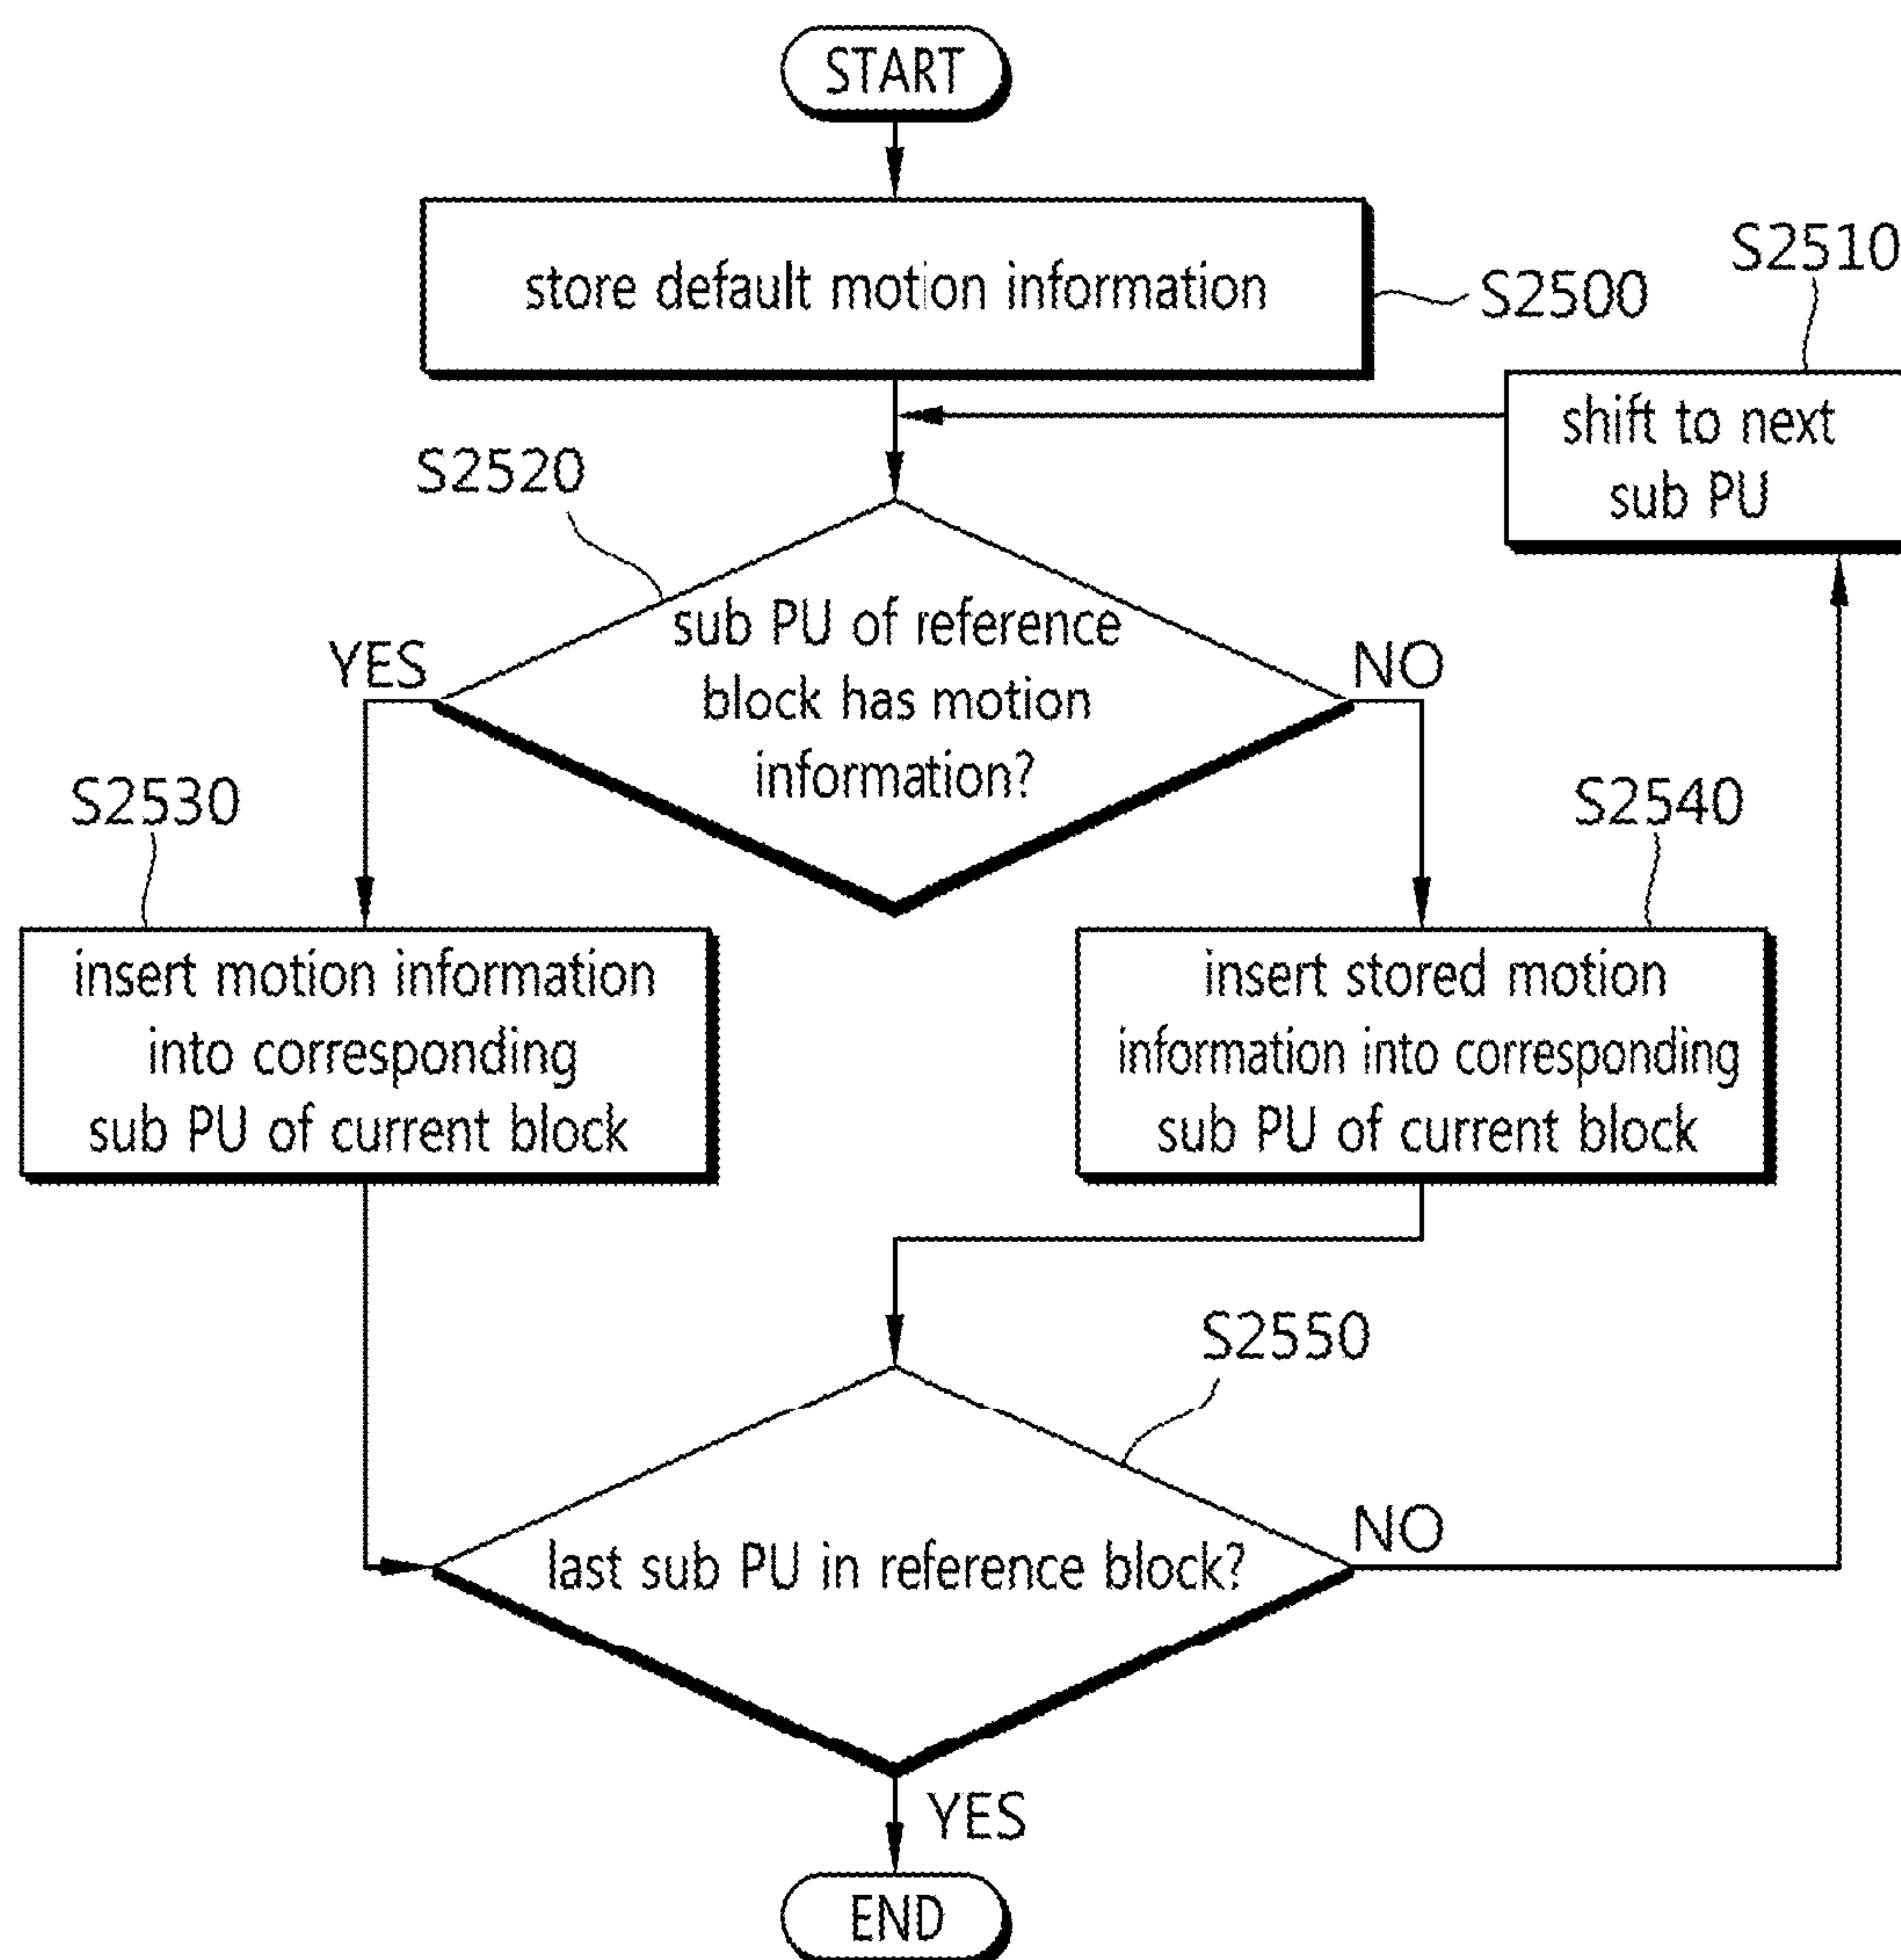 START
store default motion information
S2500
S2510
shift to next
sub PU
S2520
sub PU of reference
block has motion
information?
YES
NO
S2530
S2540
insert motion information
into corresponding
sub PU of current block
insert stored motion
information into corresponding
sub PU of current block
S2550
last sub PU in reference block?
NO
YES
END